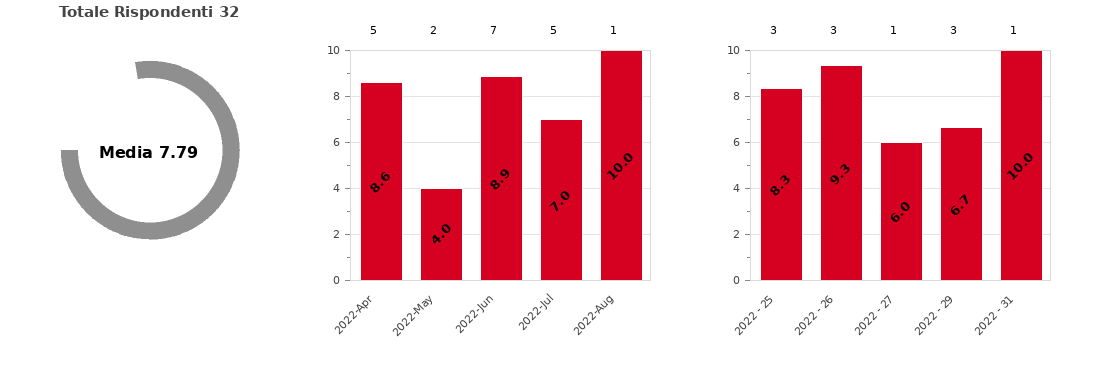 Totale Rispondenti 32
Media 7.79
5 2 7 5 1
10
8
6
4
2
0
8.6 4.0 8.9 7.0 10.0
2022-Apr 2022-May 2022-Jun 2022-Jul 2022-Aug
3 3 1 3 1
10
8
6
4
2
0
8.3 9.3 6.0 6.7 10.0
2022 - 25 2022 - 26 2022 - 27 2022 - 29 2022 - 31